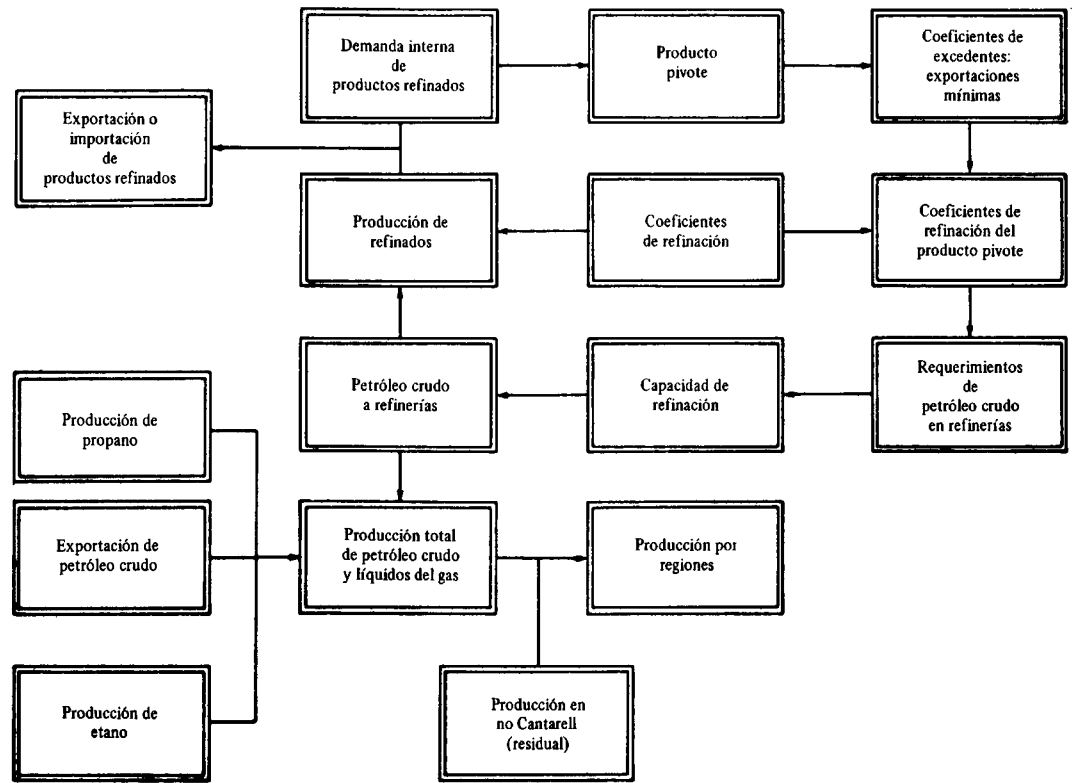 Demanda interna
de
productos refinados
Producto
pivote
Coeficientes de
excedentes:
exportaciones
mínimas
Exportación o
importación
de
productos refinados
Producción de
refinados
Coeficientes
de refinación
Coeficientes de
refinación del
producto pivote
Petróleo crudo
a refinerías
Capacidad de
refinación
Requerimientos
de
petróleo crudo
en refinerías
Producción de
propano
Exportación de
petróleo crudo
Producción total
de petróleo crudo
y líquidos del gas
Producción por
regiones
Producción de
etano
Producción en
no Cantarell
(residual)